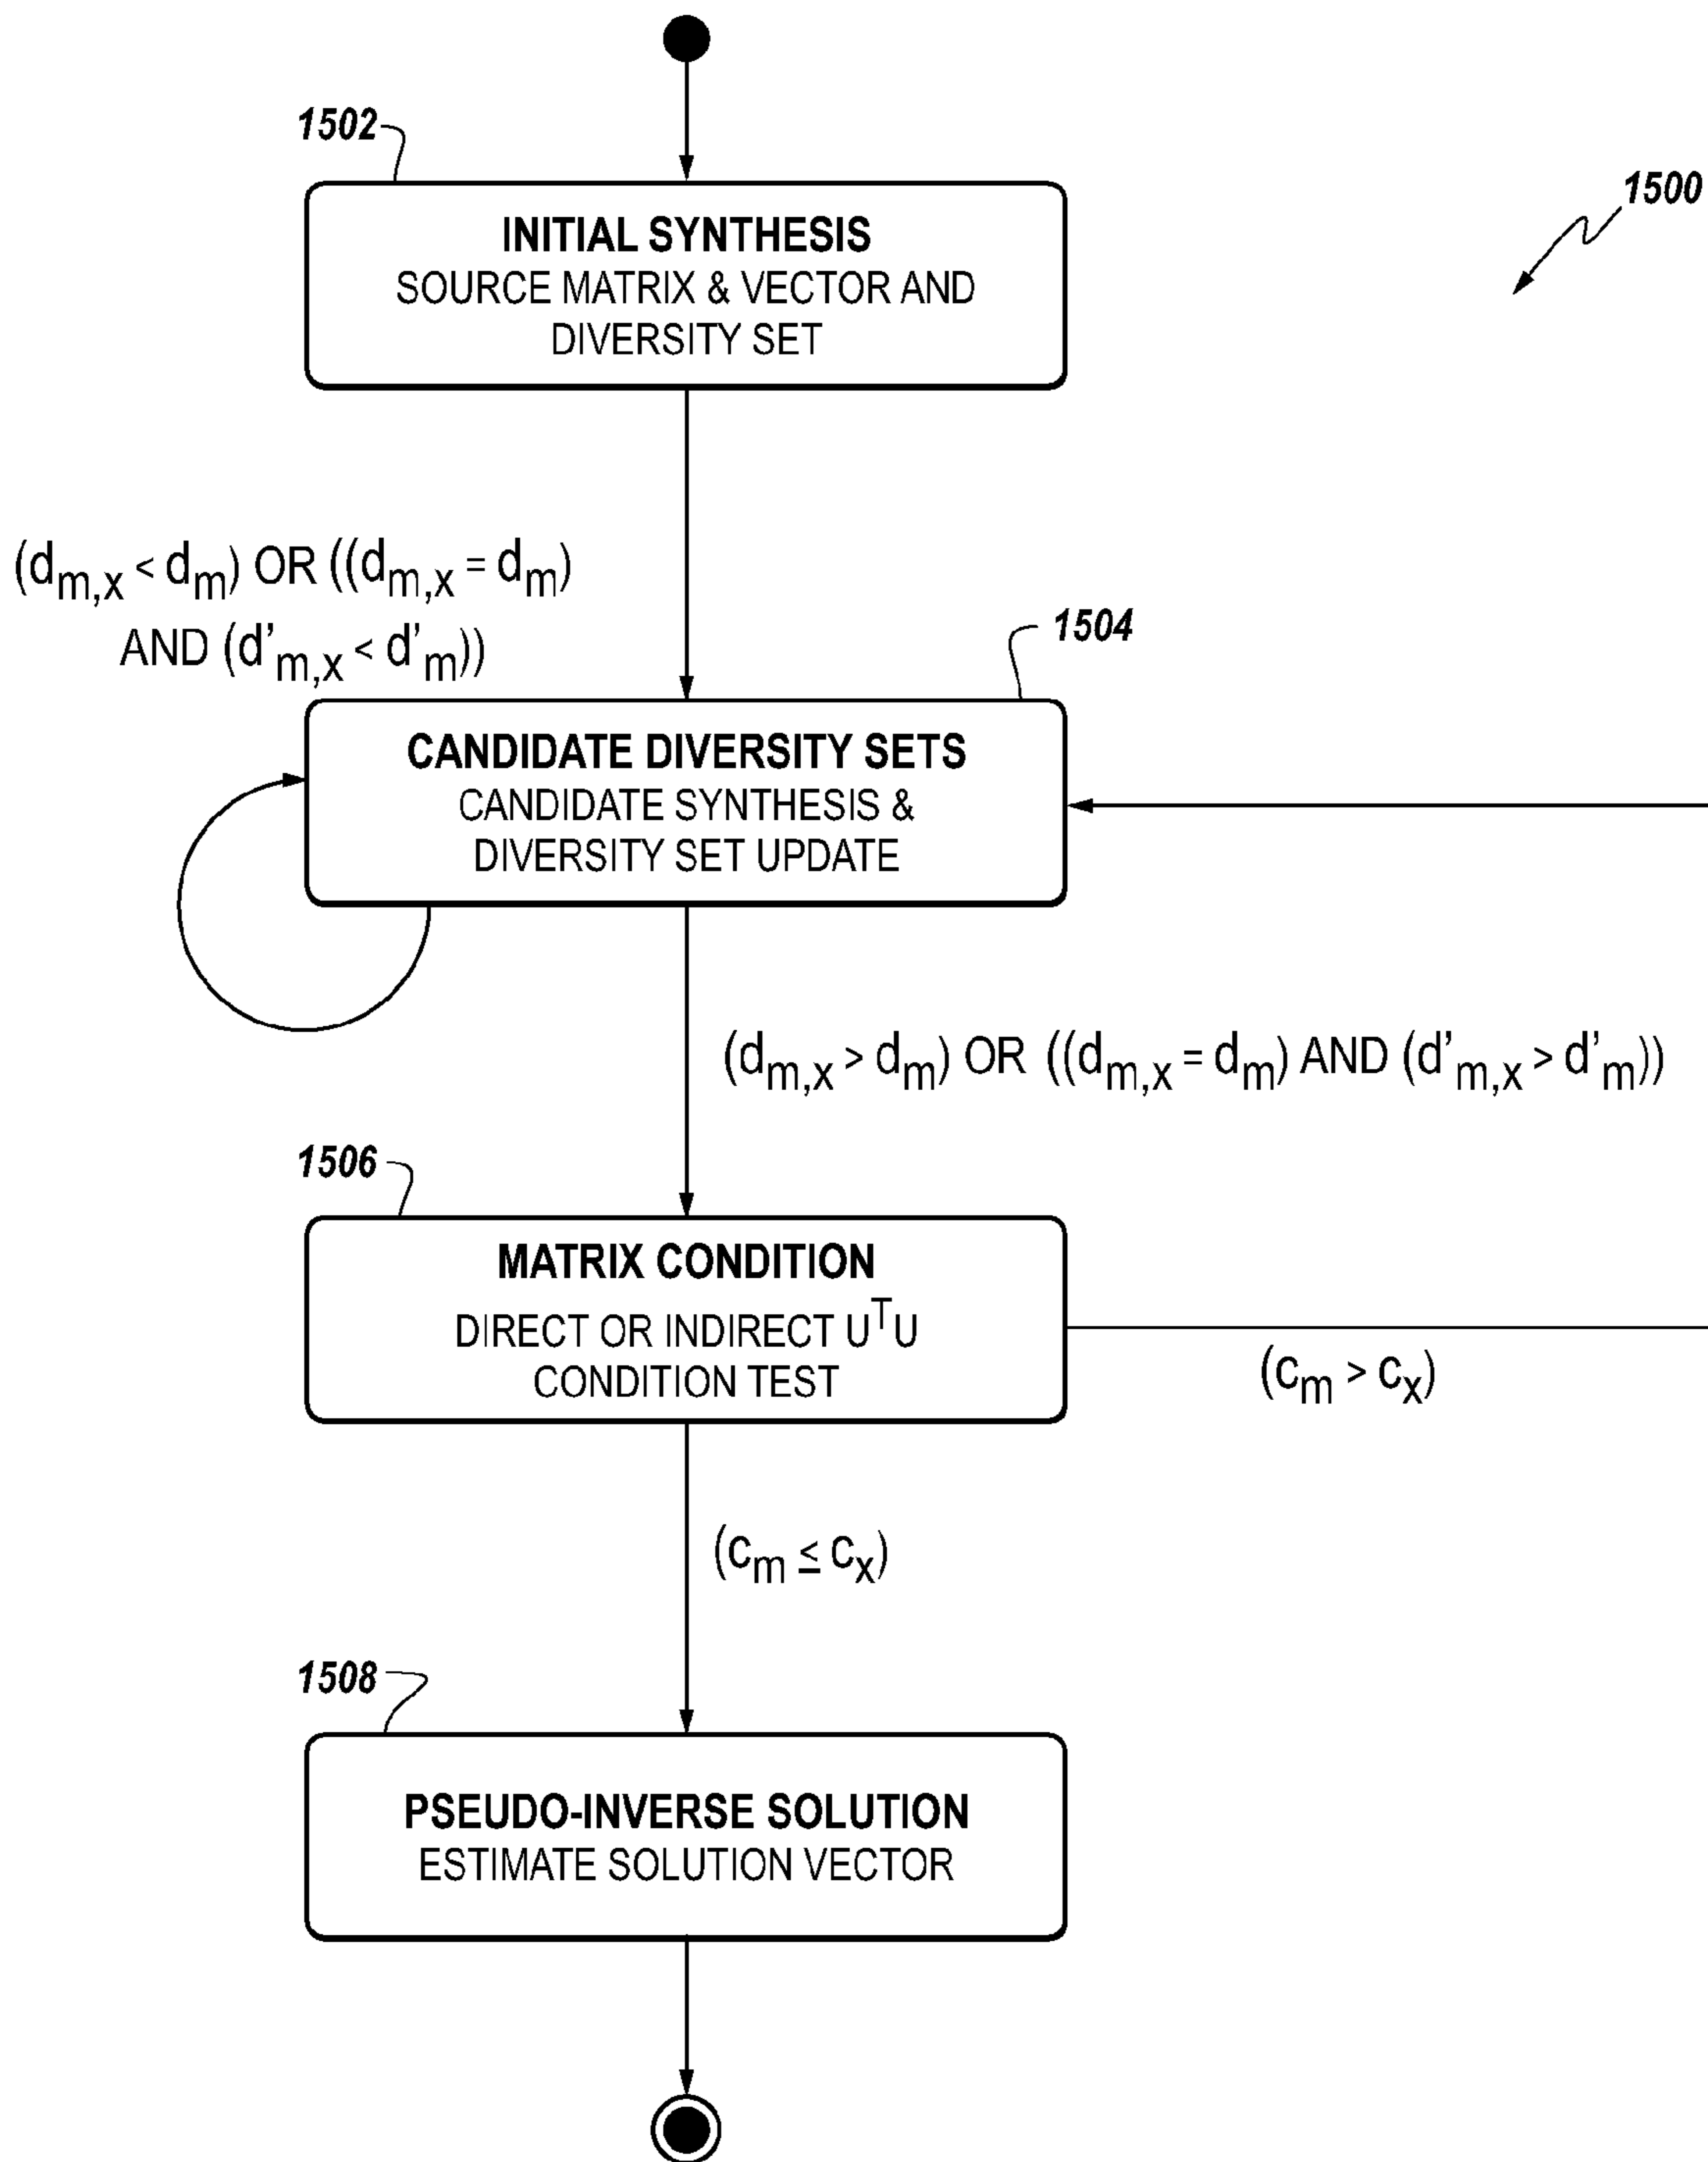 1502
1500
INITIAL SYNTHESIS
SOURCE MATRIX & VECTOR AND
DIVERSITY SET
(dm,x < dm) OR ((dm,x = dm)
AND (d'm,x < d'm))
1504
CANDIDATE DIVERSITY SETS
CANDIDATE SYNTHESIS &
DIVERSITY SET UPDATE
(dm,x > dm) OR ((dm,x = dm) AND (d'm,x > d'm))
1506
MATRIX CONDITION
DIRECT OR INDIRECT UᵀU
CONDITION TEST
(cm > cx)
(cm ≤ cx)
1508
PSEUDO-INVERSE SOLUTION
ESTIMATE SOLUTION VECTOR